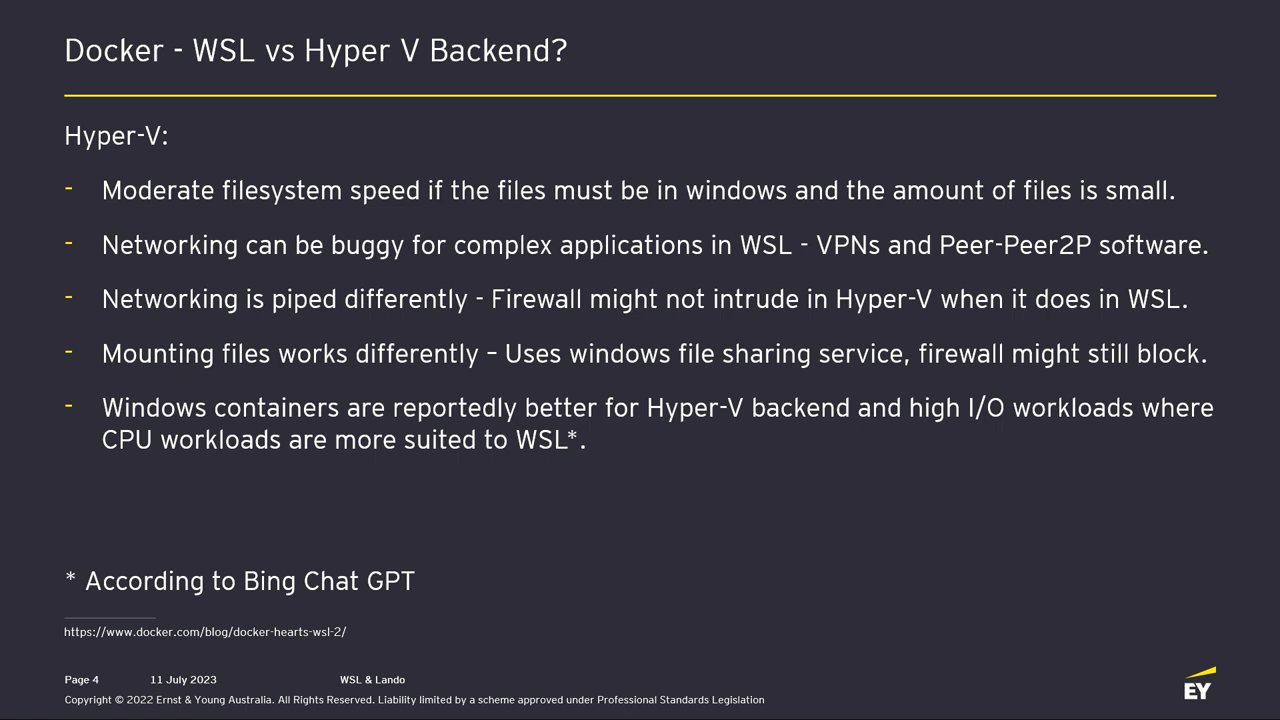 Docker - WSL vs Hyper V Backend?
Hyper-V:
- Moderate filesystem speed if the files must be in windows and the amount of files is small.
- Networking can be buggy for complex applications in WSL - VPNs and Peer-Peer2P software.
- Networking is piped differently - Firewall might not intrude in Hyper-V when it does in WSL.
- Mounting files works differently – Uses windows file sharing service, firewall might still block.
- Windows containers are reportedly better for Hyper-V backend and high I/O workloads where
CPU workloads are more suited to WSL*.
* According to Bing Chat GPT
https://www.docker.com/blog/docker-hearts-wsl-2/
Page 4 11 July 2023 WSL & Lando
Copyright © 2022 Ernst & Young Australia. All Rights Reserved. Liability limited by a scheme approved under Professional Standards Legislation
EY